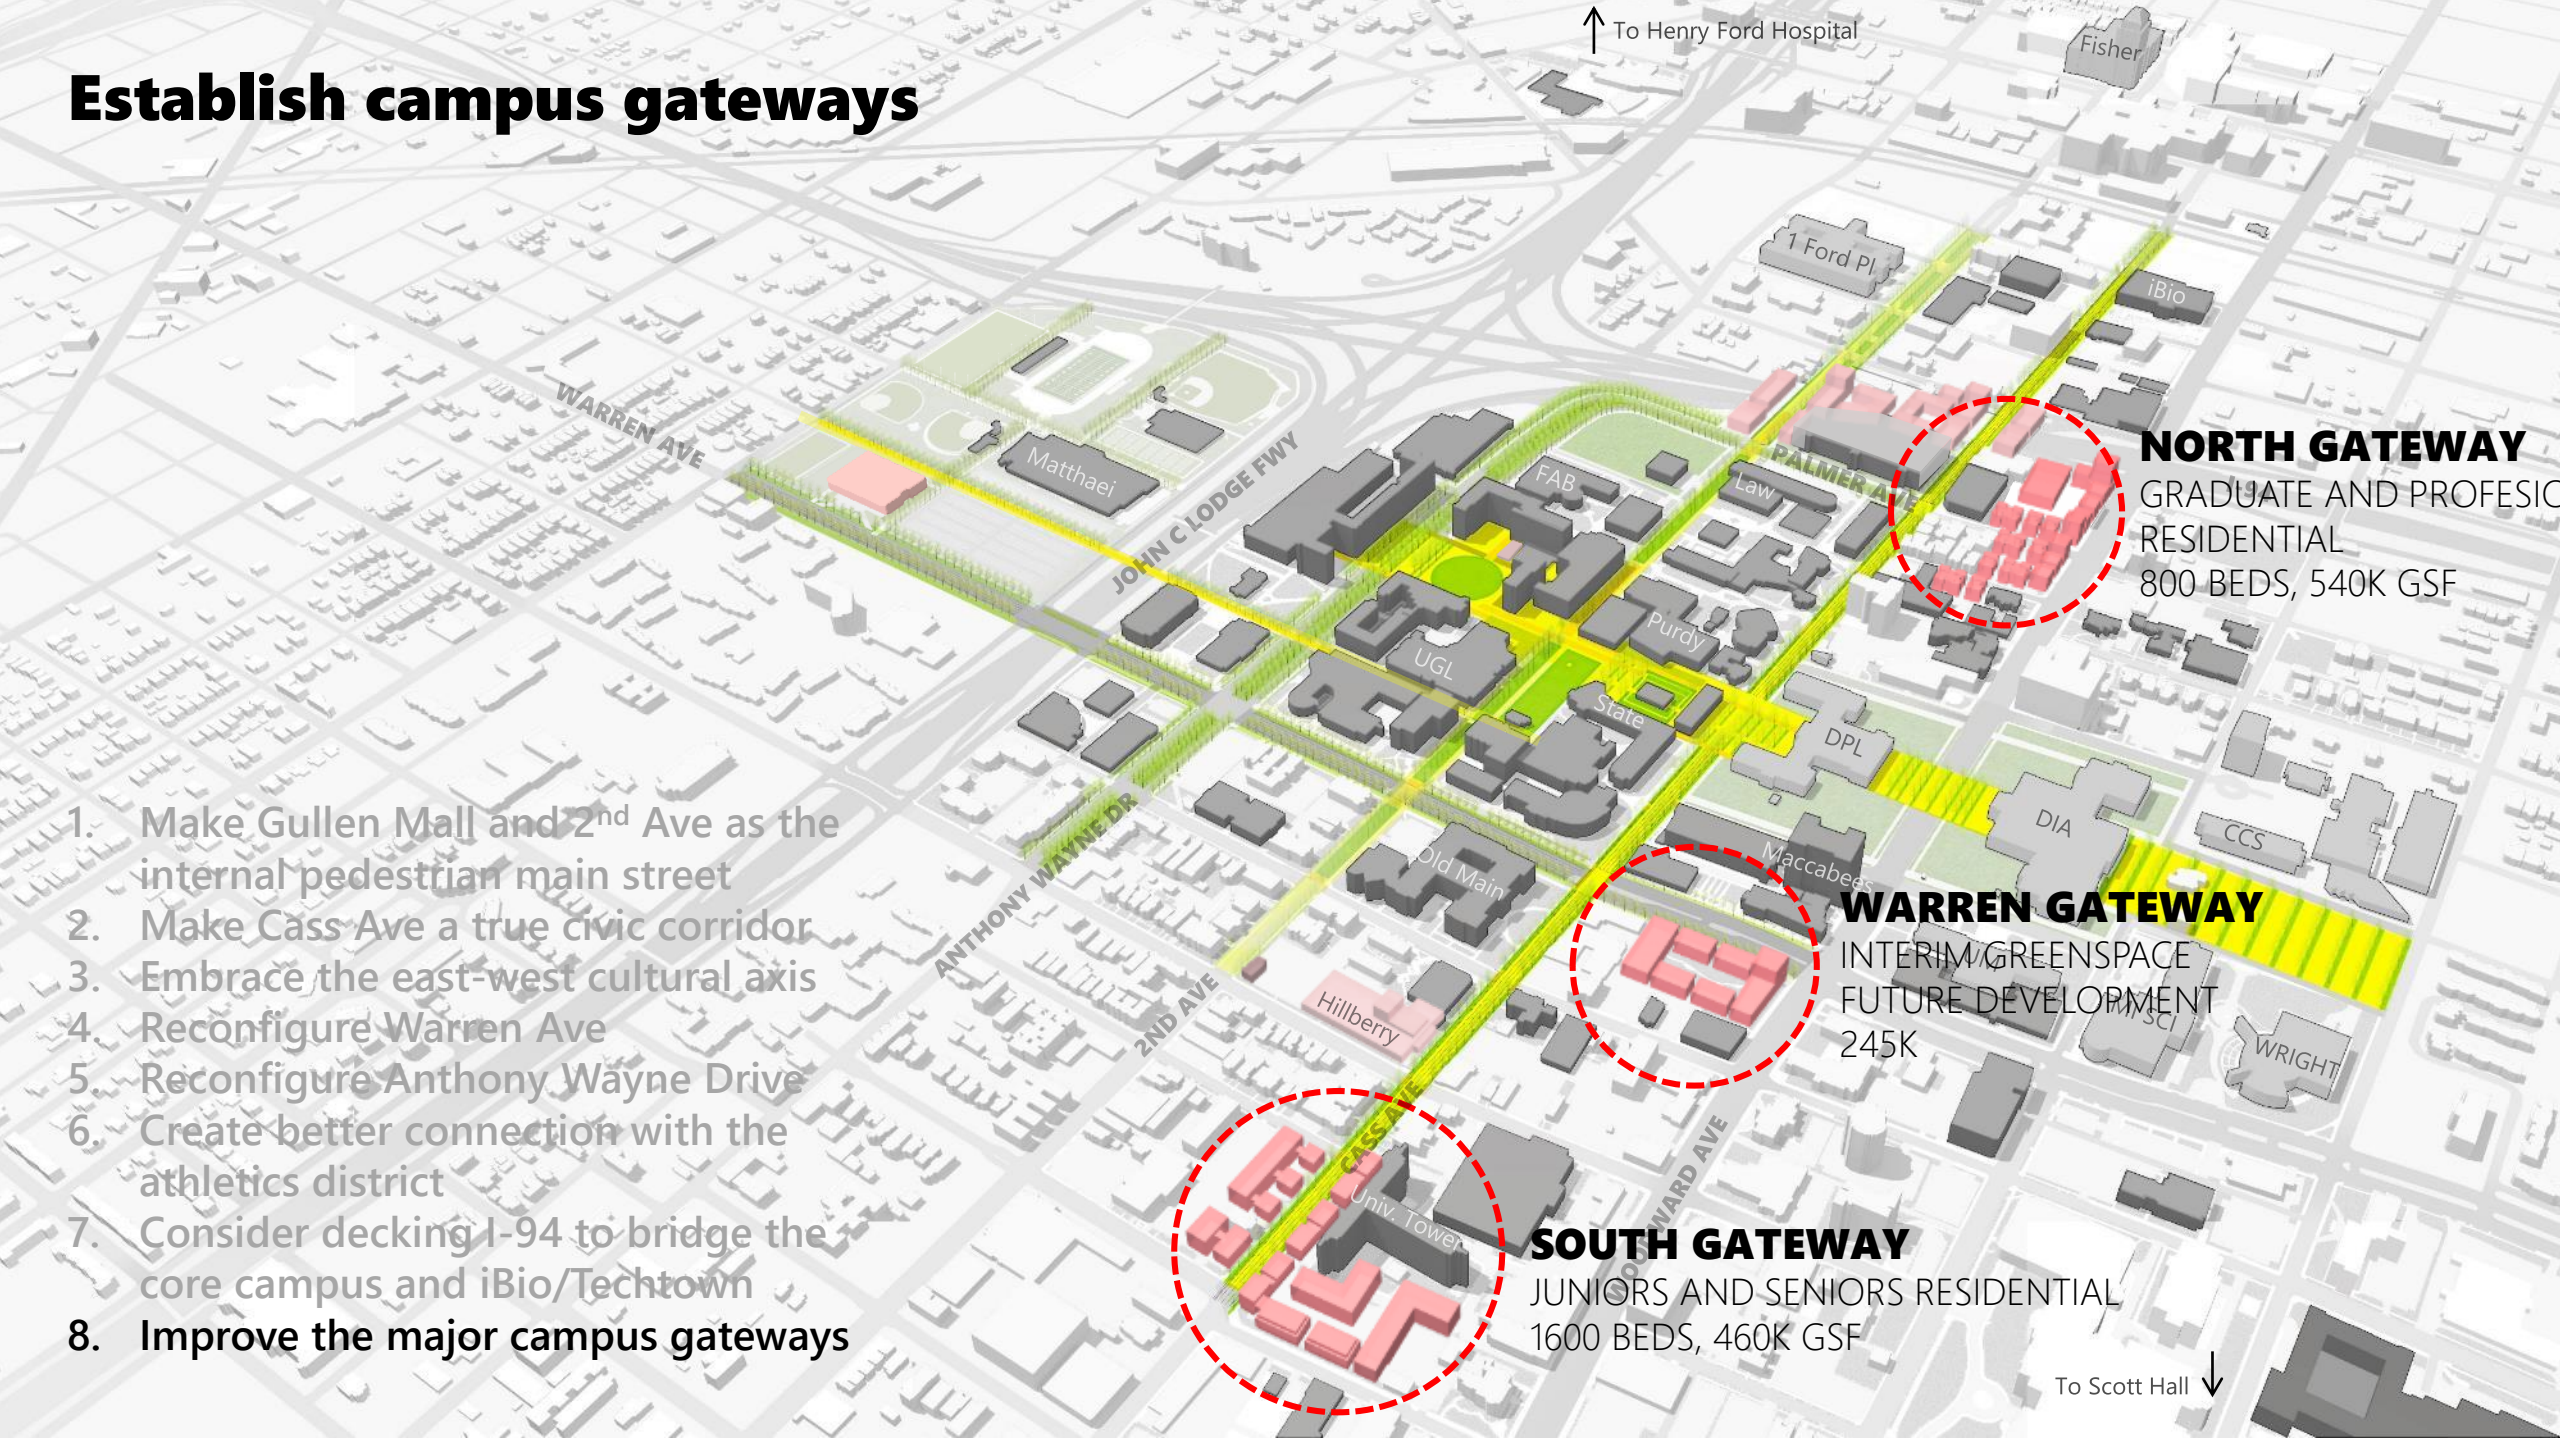 Establish campus gateways
To Henry Ford Hospital
Fisher
1 Ford Pl
iBio
WARREN AVE
Matthaei
JOHN C LODGE FWY
FAB
Law
PALMER AVE
NORTH GATEWAY
GRADUATE AND PROFESIO
RESIDENTIAL
800 BEDS, 540K GSF
UGL
Purdy
State
DPL
DIA
CCS
Old Main
Maccabees
ANTHONY WAYNE DR
2ND AVE
Hillberry
WARREN GATEWAY
INTERIM GREENSPACE
FUTURE DEVELOPMENT
245K
SCI
WRIGHT
CASS AVE
Univ. Tower
WOODWARD AVE
SOUTH GATEWAY
JUNIORS AND SENIORS RESIDENTIAL
1600 BEDS, 460K GSF
To Scott Hall
1. Make Gullen Mall and 2nd Ave as the
internal pedestrian main street
2. Make Cass Ave a true civic corridor
3. Embrace the east-west cultural axis
4. Reconfigure Warren Ave
5. Reconfigure Anthony Wayne Drive
6. Create better connection with the
athletics district
7. Consider decking I-94 to bridge the
core campus and iBio/Techtown
8. Improve the major campus gateways